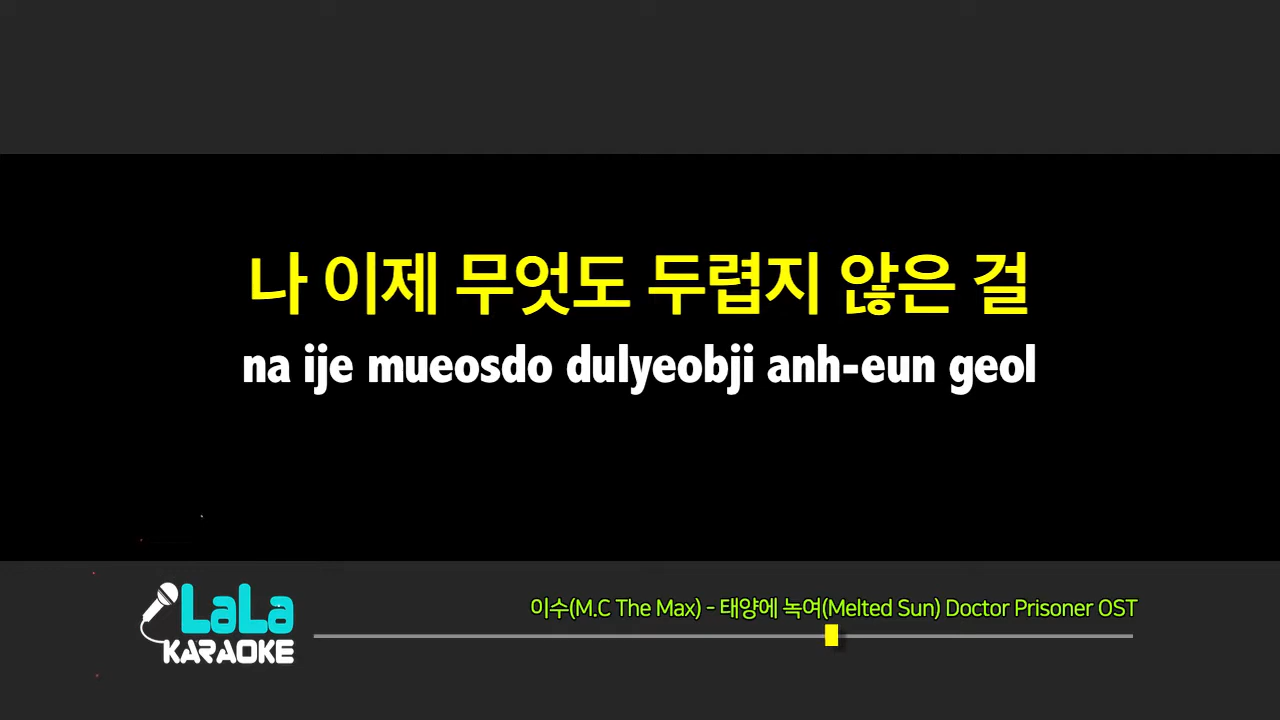 나 이제 무엇도 두렵지 않은 걸
na ije mueosdo dulyeobji anh-eun geol
이수(M.C The Max) - 태양에 녹여(Melted Sun) Doctor Prisoner OST
LaLa
KARAOKE